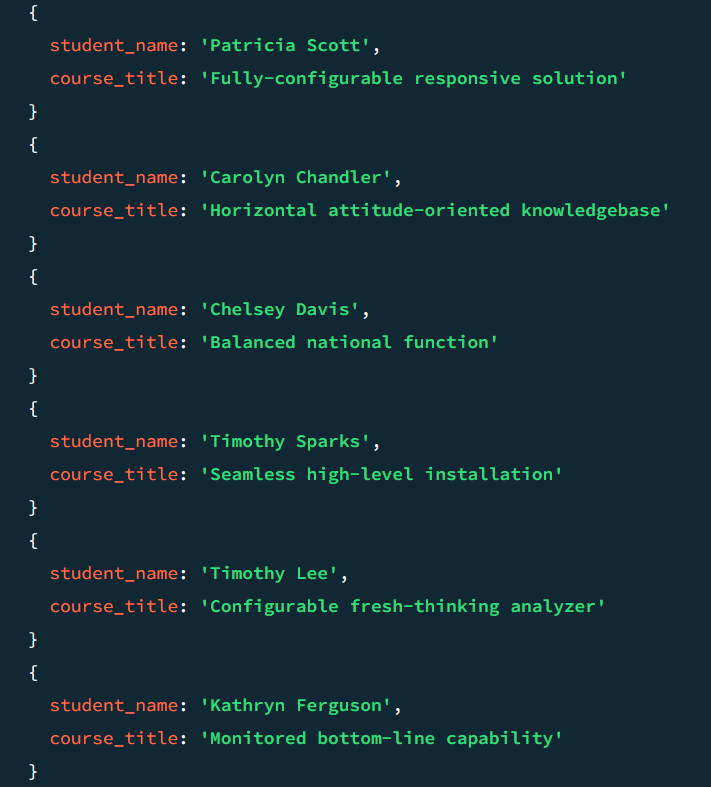 {
student_name: 'Patricia Scott',
course_title: 'Fully-configurable responsive solution'
}
{
student_name: 'Carolyn Chandler',
course_title: 'Horizontal attitude-oriented knowledgebase'
}
{
student_name: 'Chelsey Davis',
course_title: 'Balanced national function'
}
{
student_name: 'Timothy Sparks',
course_title: 'Seamless high-level installation'
}
{
student_name: 'Timothy Lee',
course_title: 'Configurable fresh-thinking analyzer'
}
{
student_name: 'Kathryn Ferguson',
course_title: 'Monitored bottom-line capability'
}